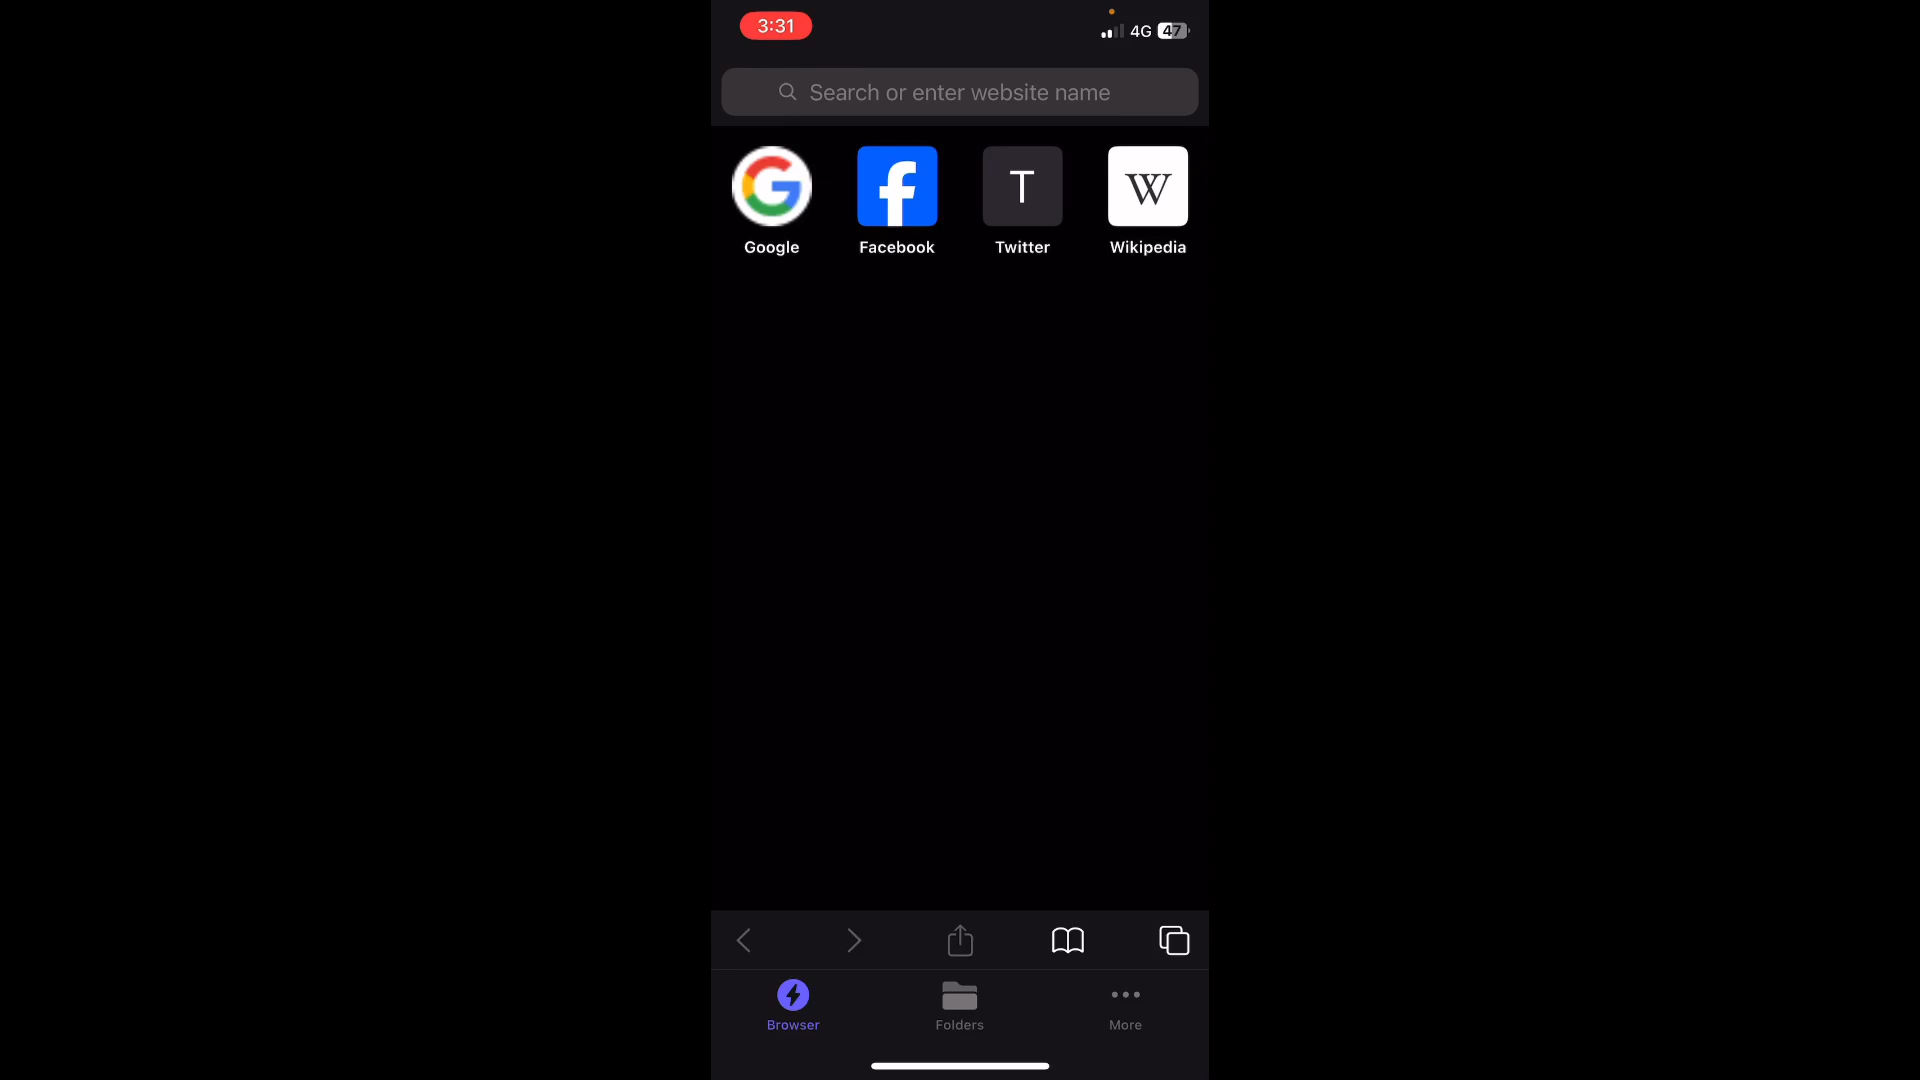 3:31
4G 47
Search or enter website name
T
W
Google Facebook Twitter Wikipedia
Browser Folders More